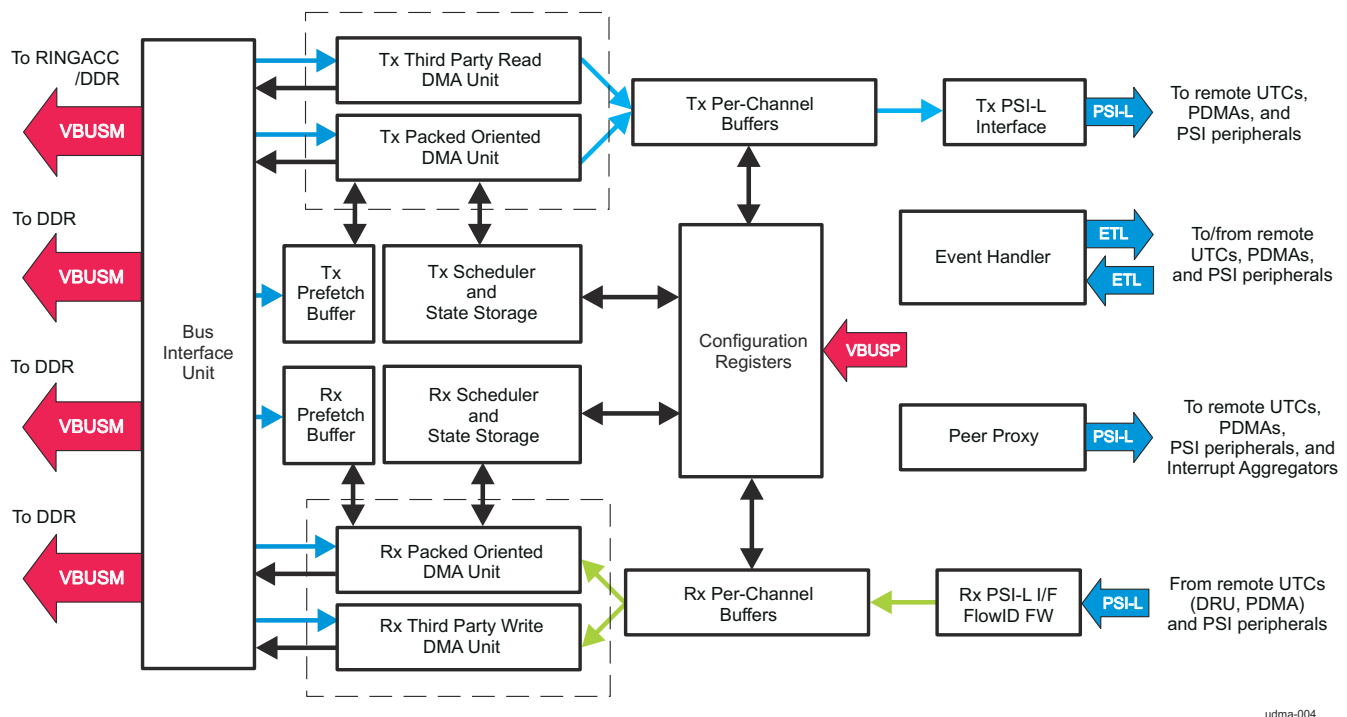 To RINGACC
/DDR
VBUSM
To DDR
VBUSM
To DDR
VBUSM
To DDR
VBUSM
Bus
Interface
Unit
Tx Third Party Read
DMA Unit
Tx Packed Oriented
DMA Unit
Tx
Prefetch
Buffer
Tx Scheduler
and
State Storage
Rx
Prefetch
Buffer
Rx Scheduler
and
State Storage
Rx Packed Oriented
DMA Unit
Rx Third Party Write
DMA Unit
Tx Per-Channel
Buffers
Configuration
Registers
VBUSP
Rx Per-Channel
Buffers
Tx PSI-L
Interface
PSI-L
To remote UTCs,
PDMAs, and
PSI peripherals
Event Handler
ETL
ETL
To/from remote
UTCs, PDMAs,
and PSI peripherals
Peer Proxy
PSI-L
To remote UTCs,
PDMAs,
PSI peripherals, and
Interrupt Aggregators
Rx PSI-L I/F
FlowID FW
PSI-L
From remote UTCs
(DRU, PDMA)
and PSI peripherals
udma-004